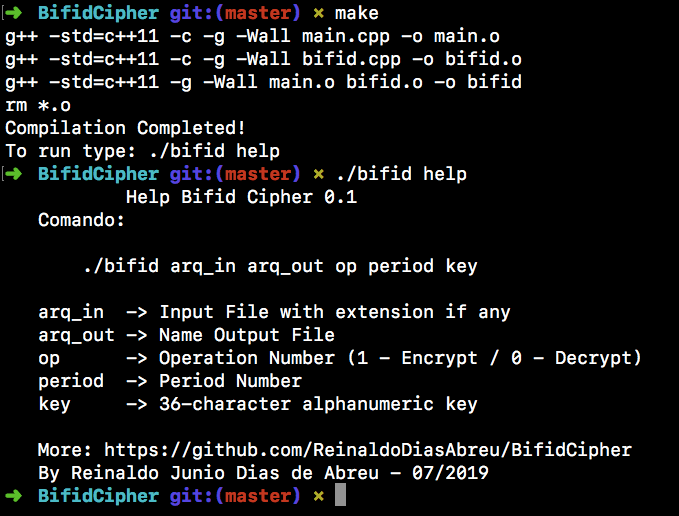 ➜  BifidCipher git:(master) ✗ make
g++ -std=c++11 -c -g -Wall main.cpp -o main.o
g++ -std=c++11 -c -g -Wall bifid.cpp -o bifid.o
g++ -std=c++11 -g -Wall main.o bifid.o -o bifid
rm *.o
Compilation Completed!
To run type: ./bifid help
➜  BifidCipher git:(master) ✗ ./bifid help
Help Bifid Cipher 0.1
Comando:
./bifid arq_in arq_out op period key
arq_in  -> Input File with extension if any
arq_out -> Name Output File
op      -> Operation Number (1 - Encrypt / 0 - Decrypt)
period  -> Period Number
key     -> 36-character alphanumeric key
More: https://github.com/ReinaldoDiasAbreu/BifidCipher
By Reinaldo Junio Dias de Abreu - 07/2019
➜  BifidCipher git:(master) ✗